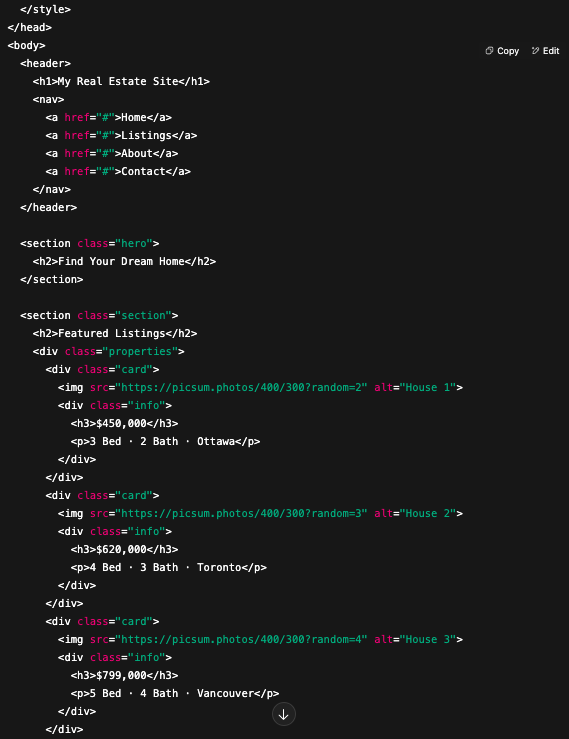 </style>
</head>
<body>
Copy Edit
  <header>
    <h1>My Real Estate Site</h1>
    <nav>
      <a href="#">Home</a>
      <a href="#">Listings</a>
      <a href="#">About</a>
      <a href="#">Contact</a>
    </nav>
  </header>

  <section class="hero">
    <h2>Find Your Dream Home</h2>
  </section>

  <section class="section">
    <h2>Featured Listings</h2>
    <div class="properties">
      <div class="card">
        <img src="https://picsum.photos/400/300?random=2" alt="House 1">
        <div class="info">
          <h3>$450,000</h3>
          <p>3 Bed · 2 Bath · Ottawa</p>
        </div>
      </div>
      <div class="card">
        <img src="https://picsum.photos/400/300?random=3" alt="House 2">
        <div class="info">
          <h3>$620,000</h3>
          <p>4 Bed · 3 Bath · Toronto</p>
        </div>
      </div>
      <div class="card">
        <img src="https://picsum.photos/400/300?random=4" alt="House 3">
        <div class="info">
          <h3>$799,000</h3>
          <p>5 Bed · 4 Bath · Vancouver</p>
        </div>
      </div>